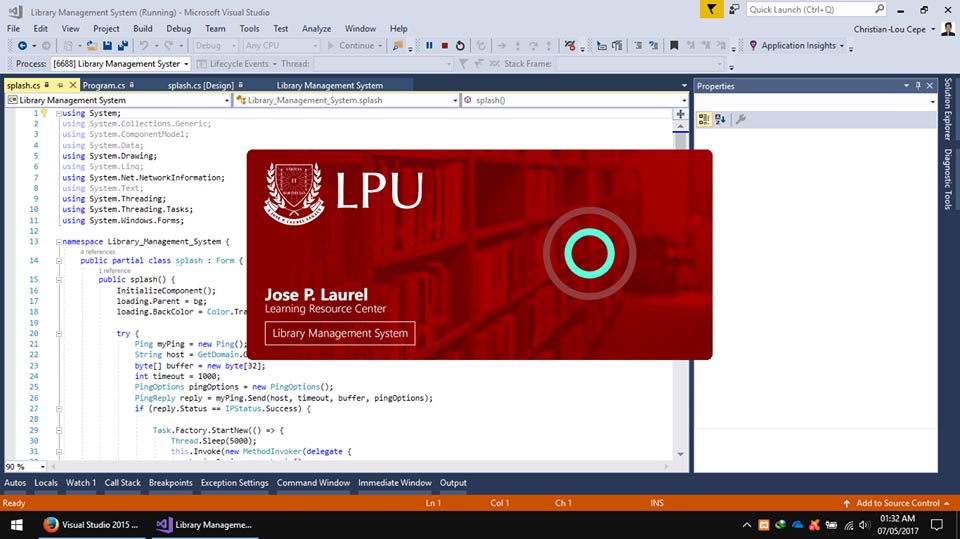 Library Management System (Running) - Microsoft Visual Studio
Quick Launch (Ctrl+Q)
File Edit View Project Build Debug Team Tools Test Analyze Window Help
Christian-Lou Cepe
Debug Any CPU Continue Application Insights
Process: [6688] Library Management Syster Lifecycle Events Thread: Stack Frame:
splash.cs Program.cs splash.cs [Design] Library Management System
Properties
Library Management System Library_Management_System.splash splash()
Solution Explorer
Diagnostic Tools
1 using System;
2 using System.Collections.Generic;
3 using System.ComponentModel;
4 using System.Data;
5 using System.Drawing;
6 using System.Linq;
7 using System.Net.NetworkInformation;
8 using System.Text;
9 using System.Threading;
10 using System.Threading.Tasks;
11 using System.Windows.Forms;
12
13 namespace Library_Management_System {
4 references
14 public partial class splash : Form {
1 reference
15 public splash() {
16 InitializeComponent();
17 loading.Parent = bg;
18 loading.BackColor = Color.Tra
19
20 try {
21 Ping myPing = new Ping();
22 String host = GetDomain.
23 byte[] buffer = new byte[32];
24 int timeout = 1000;
25 PingOptions pingOptions = new PingOptions();
26 PingReply reply = myPing.Send(host, timeout, buffer, pingOptions);
27 if (reply.Status == IPStatus.Success) {
28
29 Task.Factory.StartNew(() => {
30 Thread.Sleep(5000);
31 this.Invoke(new MethodInvoker(delegate {
32
LPU
Jose P. Laurel
Learning Resource Center
Library Management System
90 %
Autos Locals Watch 1 Call Stack Breakpoints Exception Settings Command Window Immediate Window Output
Ready Ln 1 Col 1 Ch 1 INS Add to Source Control
Visual Studio 2015 ... Library Manageme...
01:32 AM
07/05/2017